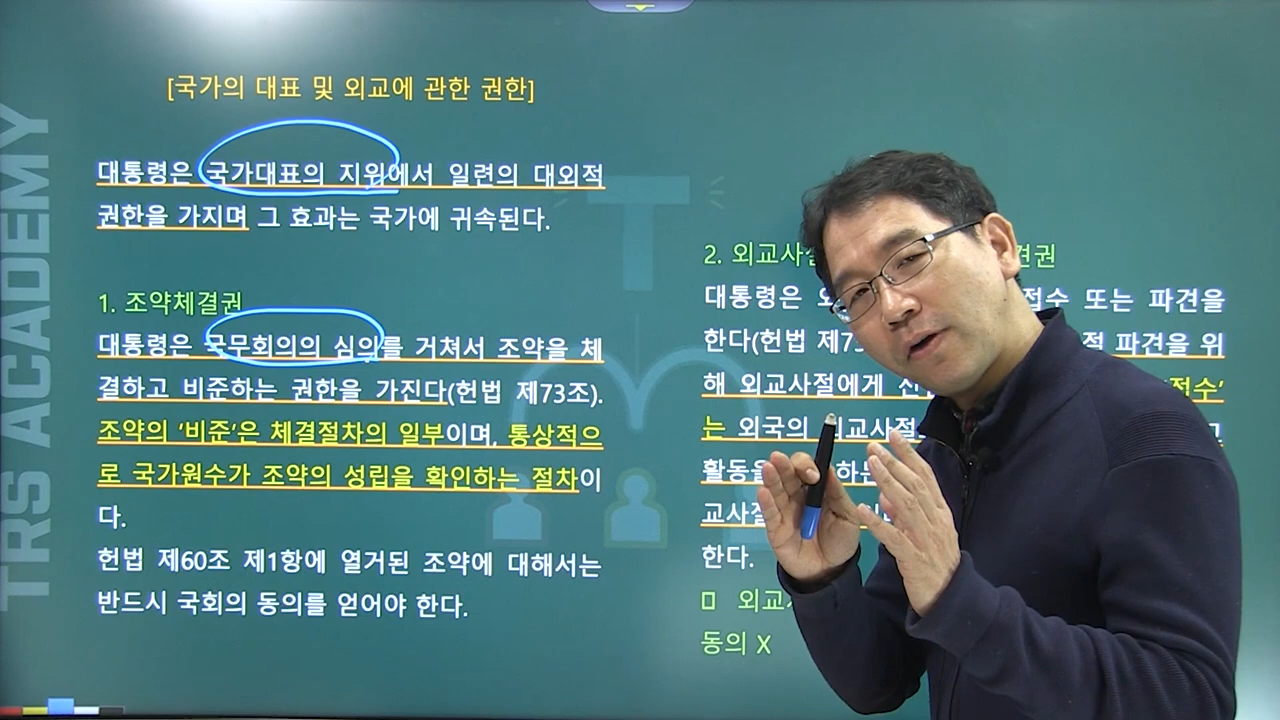 TRS ACADEMY
[국가의 대표 및 외교에 관한 권한]
대통령은 국가대표의 지위에서 일련의 대외적
권한을 가지며 그 효과는 국가에 귀속된다.
1. 조약체결권
대통령은 국무회의의 심의를 거쳐서 조약을 체
결하고 비준하는 권한을 가진다(헌법 제73조).
조약의 '비준'은 체결절차의 일부이며, 통상적으
로 국가원수가 조약의 성립을 확인하는 절차이
다.
헌법 제60조 제1항에 열거된 조약에 대해서는
반드시 국회의 동의를 얻어야 한다.
2. 외교사절 견권
대통령은 접수 또는 파견을
한다(헌법 제73 파견을 위
해 외교사절에게 접수'
는 외국의 외교사절
활동을 하는
교사절
한다.
외교사
동의 X